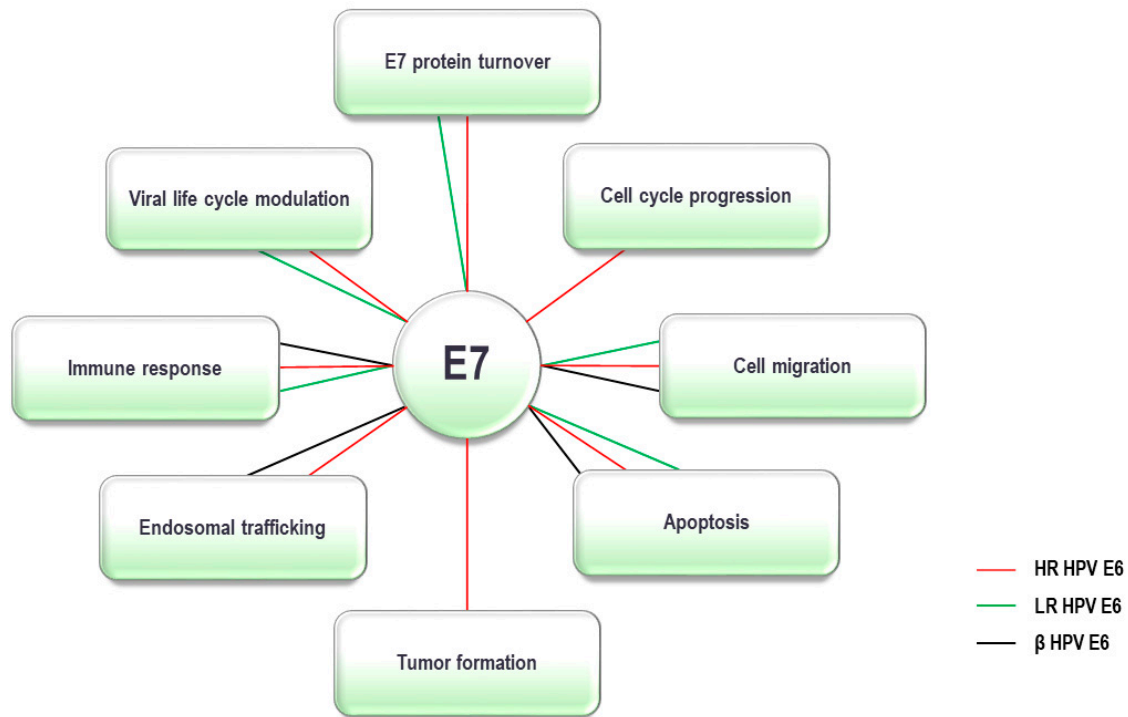 E7 protein turnover
Viral life cycle modulation
Cell cycle progression
Immune response
E7
Cell migration
Endosomal trafficking
Apoptosis
Tumor formation
HR HPV E6
LR HPV E6
β HPV E6